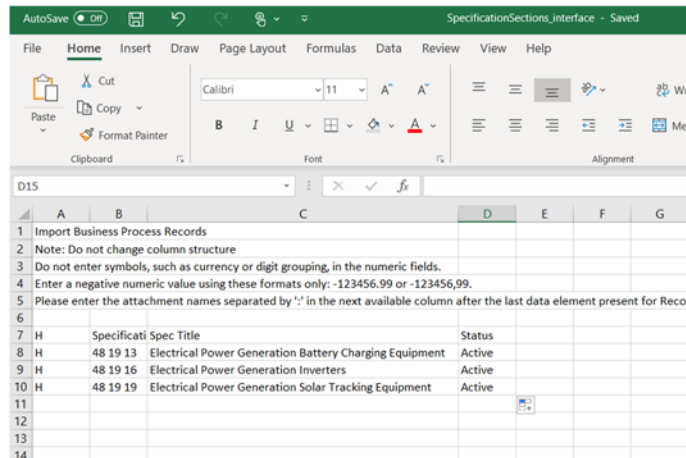 AutoSave Off SpecificationSections_interface - Saved
File Home Insert Draw Page Layout Formulas Data Review View Help
Cut
Copy
Paste
Format Painter
Calibri 11 A^ A˅
B I U A
Clipboard Font Alignment
D15 fx
A B C D E F G
1 Import Business Process Records
2 Note: Do not change column structure
3 Do not enter symbols, such as currency or digit grouping, in the numeric fields.
4 Enter a negative numeric value using these formats only: -123456.99 or -123456,99.
5 Please enter the attachment names separated by ':' in the next available column after the last data element present for Reco
6
7 H Specificati Spec Title Status
8 H 48 19 13 Electrical Power Generation Battery Charging Equipment Active
9 H 48 19 16 Electrical Power Generation Inverters Active
10 H 48 19 19 Electrical Power Generation Solar Tracking Equipment Active
11
12
13
14